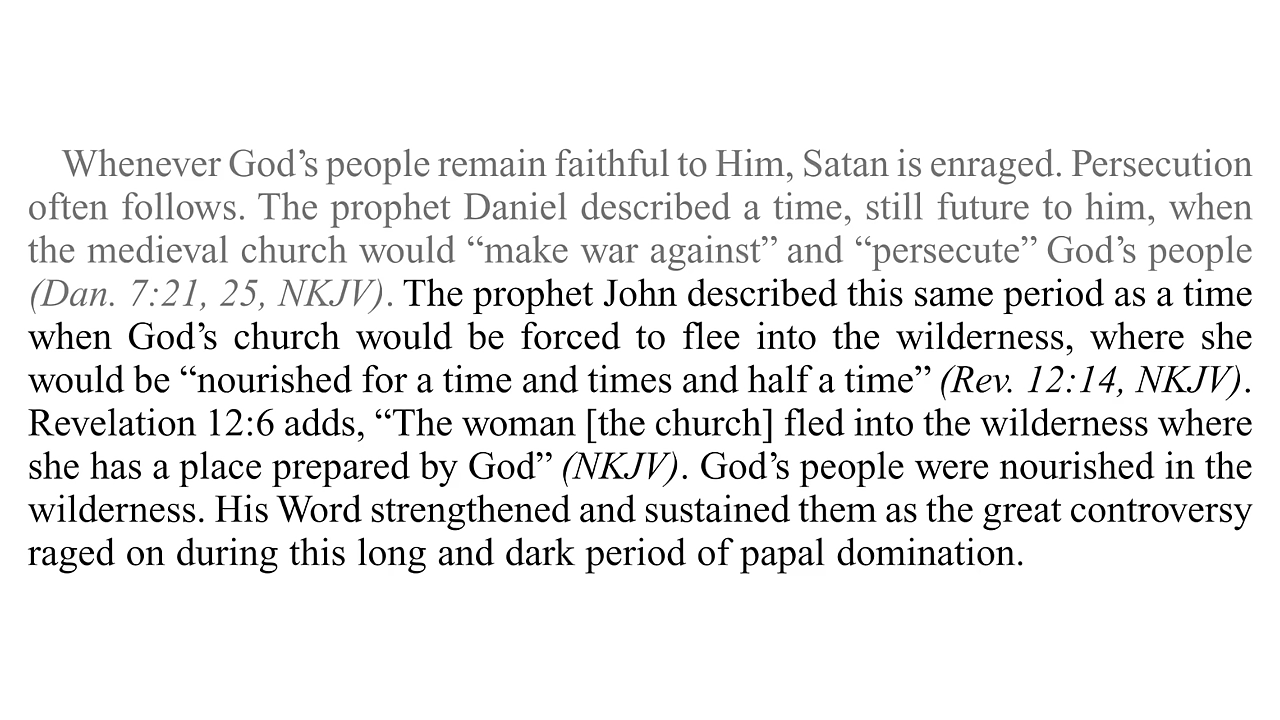 Whenever God’s people remain faithful to Him, Satan is enraged. Persecution
often follows. The prophet Daniel described a time, still future to him, when
the medieval church would “make war against” and “persecute” God’s people
(Dan. 7:21, 25, NKJV). The prophet John described this same period as a time
when God’s church would be forced to flee into the wilderness, where she
would be “nourished for a time and times and half a time” (Rev. 12:14, NKJV).
Revelation 12:6 adds, “The woman [the church] fled into the wilderness where
she has a place prepared by God” (NKJV). God’s people were nourished in the
wilderness. His Word strengthened and sustained them as the great controversy
raged on during this long and dark period of papal domination.